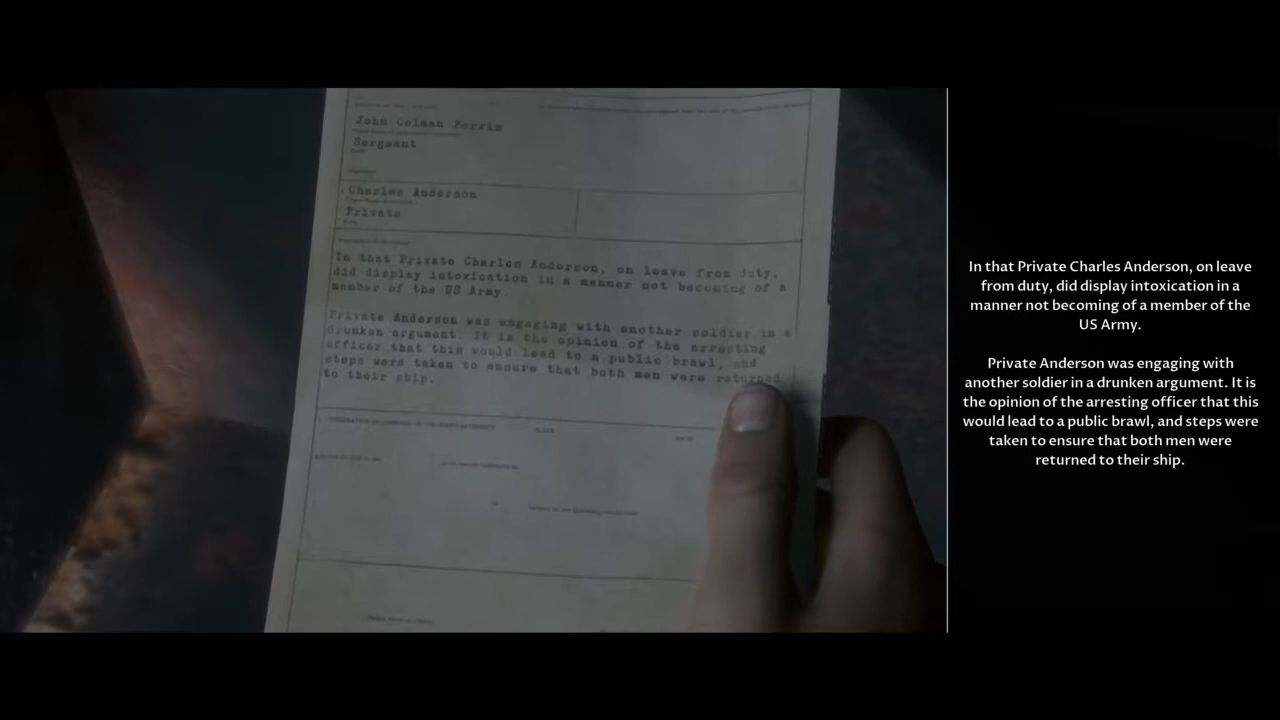 John Colman Perrin
Sergeant
Charles Anderson
Private
In that Private Charles Anderson, on leave from duty,
did display intoxication in a manner not becoming of a
member of the US Army.
Private Anderson was engaging with another soldier in a
drunken argument. It is the opinion of the arresting
officer that this would lead to a public brawl, and
steps were taken to ensure that both men were returned
to their ship.
In that Private Charles Anderson, on leave
from duty, did display intoxication in a
manner not becoming of a member of the
US Army.
Private Anderson was engaging with
another soldier in a drunken argument. It is
the opinion of the arresting officer that this
would lead to a public brawl, and steps were
taken to ensure that both men were
returned to their ship.